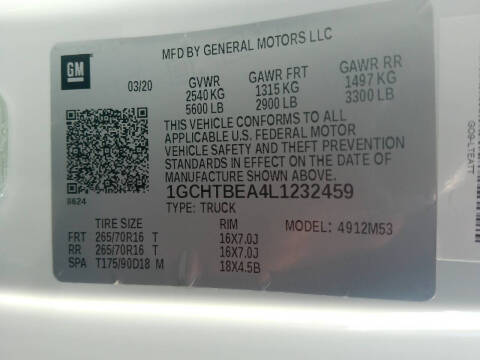 MFD BY GENERAL MOTORS LLC
GM
03/20 GVWR GAWR FRT GAWR RR
2540 KG 1315 KG 1497 KG
5600 LB 2900 LB 3300 LB
THIS VEHICLE CONFORMS TO ALL
APPLICABLE U.S. FEDERAL MOTOR
VEHICLE SAFETY AND THEFT PREVENTION
STANDARDS IN EFFECT ON THE DATE OF
MANUFACTURE SHOWN ABOVE.
8624 1GCHTBEA4L1232459
TYPE: TRUCK
TIRE SIZE RIM MODEL: 4912M53
FRT 265/70R16 T 16X7.0J
RR 265/70R16 T 16X7.0J
SPA T175/90D18 M 18X4.5B
GO9-LTEATT